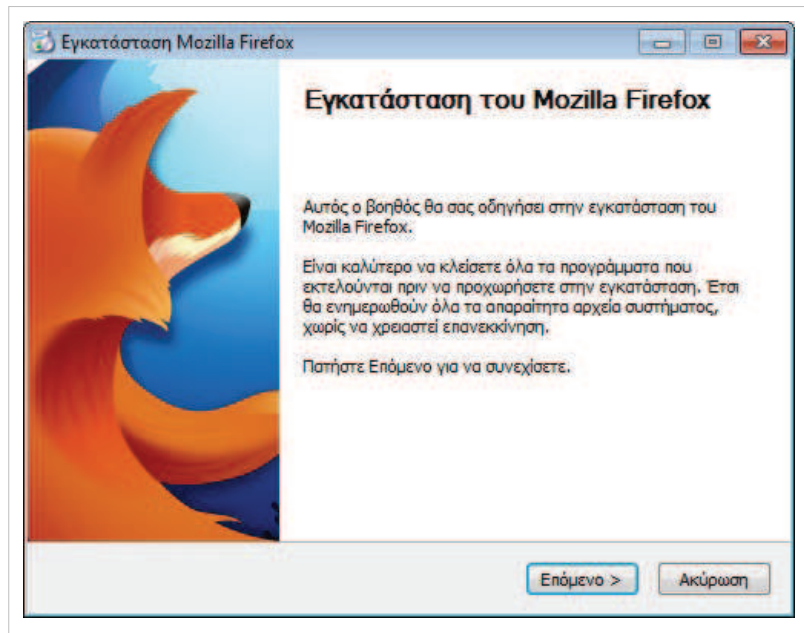 Εγκατάσταση Mozilla Firefox
Εγκατάσταση του Mozilla Firefox
Αυτός ο βοηθός θα σας οδηγήσει στην εγκατάσταση του
Mozilla Firefox.
Είναι καλύτερο να κλείσετε όλα τα προγράμματα που
εκτελούνται πριν να προχωρήσετε στην εγκατάσταση. Έτσι
θα ενημερωθούν όλα τα απαραίτητα αρχεία συστήματος,
χωρίς να χρειαστεί επανεκκίνηση.
Πατήστε Επόμενο για να συνεχίσετε.
Επόμενο > Ακύρωση